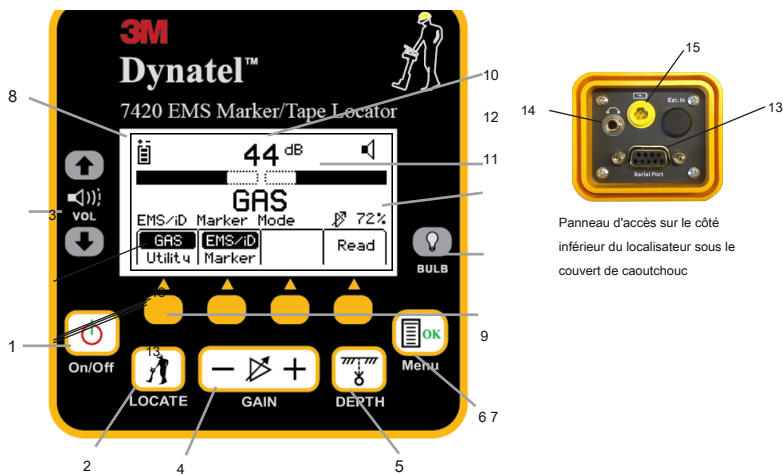 3M
Dynatel™
7420 EMS Marker/Tape Locator
44 dB
GAS
EMS/iD Marker Mode 72%
GAS EMS/iD Read
Utility Marker
VOL
BULB
On/Off
LOCATE
GAIN
DEPTH
OK
Menu
8
10
12
11
3
13
9
1
2
4
5
6 7
15
14
13
Ext. In
Serial Port
Panneau d'accès sur le côté
inférieur du localisateur sous le
couvert de caoutchouc